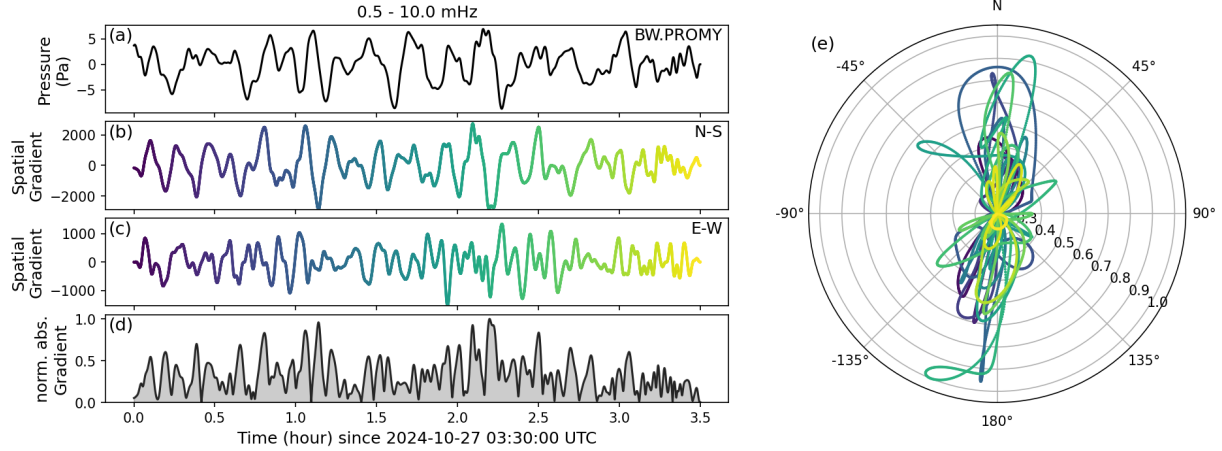 0.5 - 10.0 mHz
(a)
BW.PROMY
Pressure
(Pa)
5
0
−5
(b)
N-S
Spatial
Gradient
2000
0
−2000
(c)
E-W
Spatial
Gradient
1000
0
−1000
(d)
norm. abs.
Gradient
1.0
0.5
0.0
0.0 0.5 1.0 1.5 2.0 2.5 3.0 3.5
Time (hour) since 2024-10-27 03:30:00 UTC
(e)
N
45°
90°
135°
180°
-135°
-90°
-45°
0.4
0.5
0.6
0.7
0.8
0.9
1.0